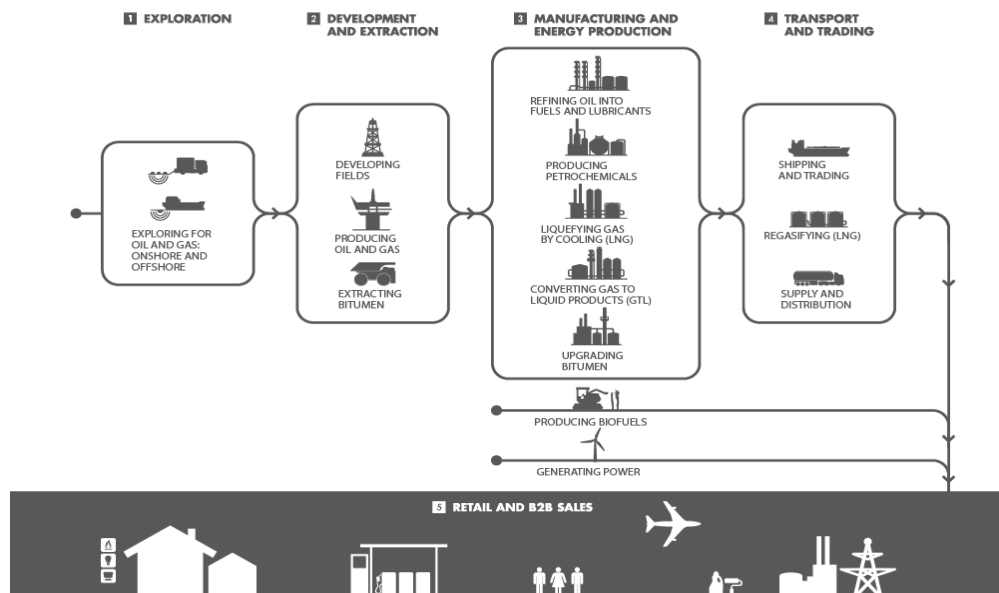 1 EXPLORATION
2 DEVELOPMENT
AND EXTRACTION
3 MANUFACTURING AND
ENERGY PRODUCTION
4 TRANSPORT
AND TRADING
EXPLORING FOR
OIL AND GAS:
ONSHORE AND
OFFSHORE
DEVELOPING
FIELDS
PRODUCING
OIL AND GAS
EXTRACTING
BITUMEN
REFINING OIL INTO
FUELS AND LUBRICANTS
PRODUCING
PETROCHEMICALS
LIQUEFYING GAS
BY COOLING (LNG)
CONVERTING GAS TO
LIQUID PRODUCTS (GTL)
UPGRADING
BITUMEN
SHIPPING
AND TRADING
REGASIFYING (LNG)
SUPPLY AND
DISTRIBUTION
PRODUCING BIOFUELS
GENERATING POWER
5 RETAIL AND B2B SALES